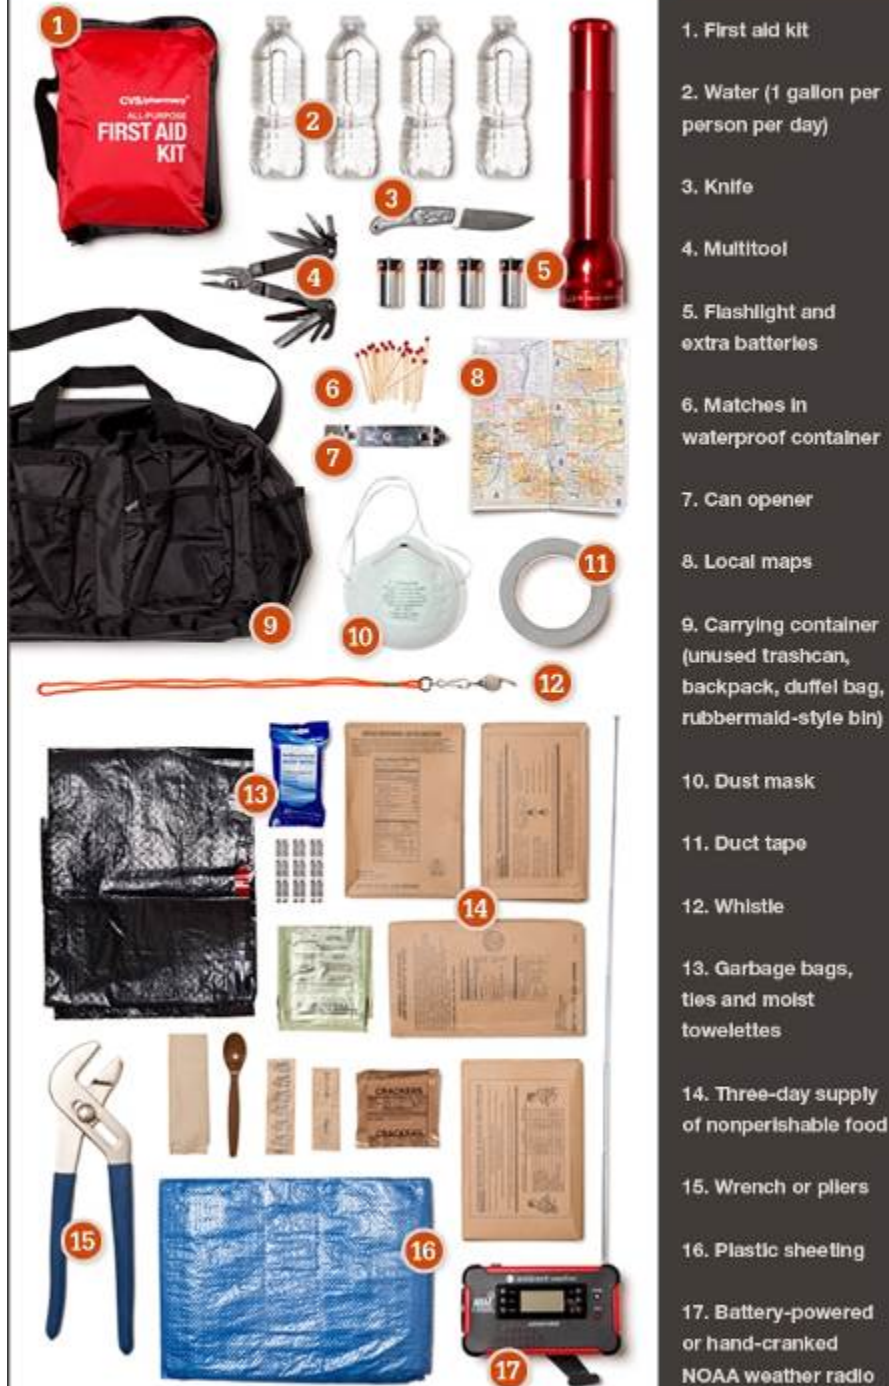 1
CVS/pharmacy
ALL-PURPOSE
FIRST AID
KIT
2
3
4
5
6
7
8
9
10
11
12
13
14
CRACKERS
CRACKERS
15
16
17
1. First aid kit
2. Water (1 gallon per
person per day)
3. Knife
4. Multitool
5. Flashlight and
extra batteries
6. Matches in
waterproof container
7. Can opener
8. Local maps
9. Carrying container
(unused trashcan,
backpack, duffel bag,
rubbermaid-style bin)
10. Dust mask
11. Duct tape
12. Whistle
13. Garbage bags,
ties and moist
towelettes
14. Three-day supply
of nonperishable food
15. Wrench or pliers
16. Plastic sheeting
17. Battery-powered
or hand-cranked
NOAA weather radio